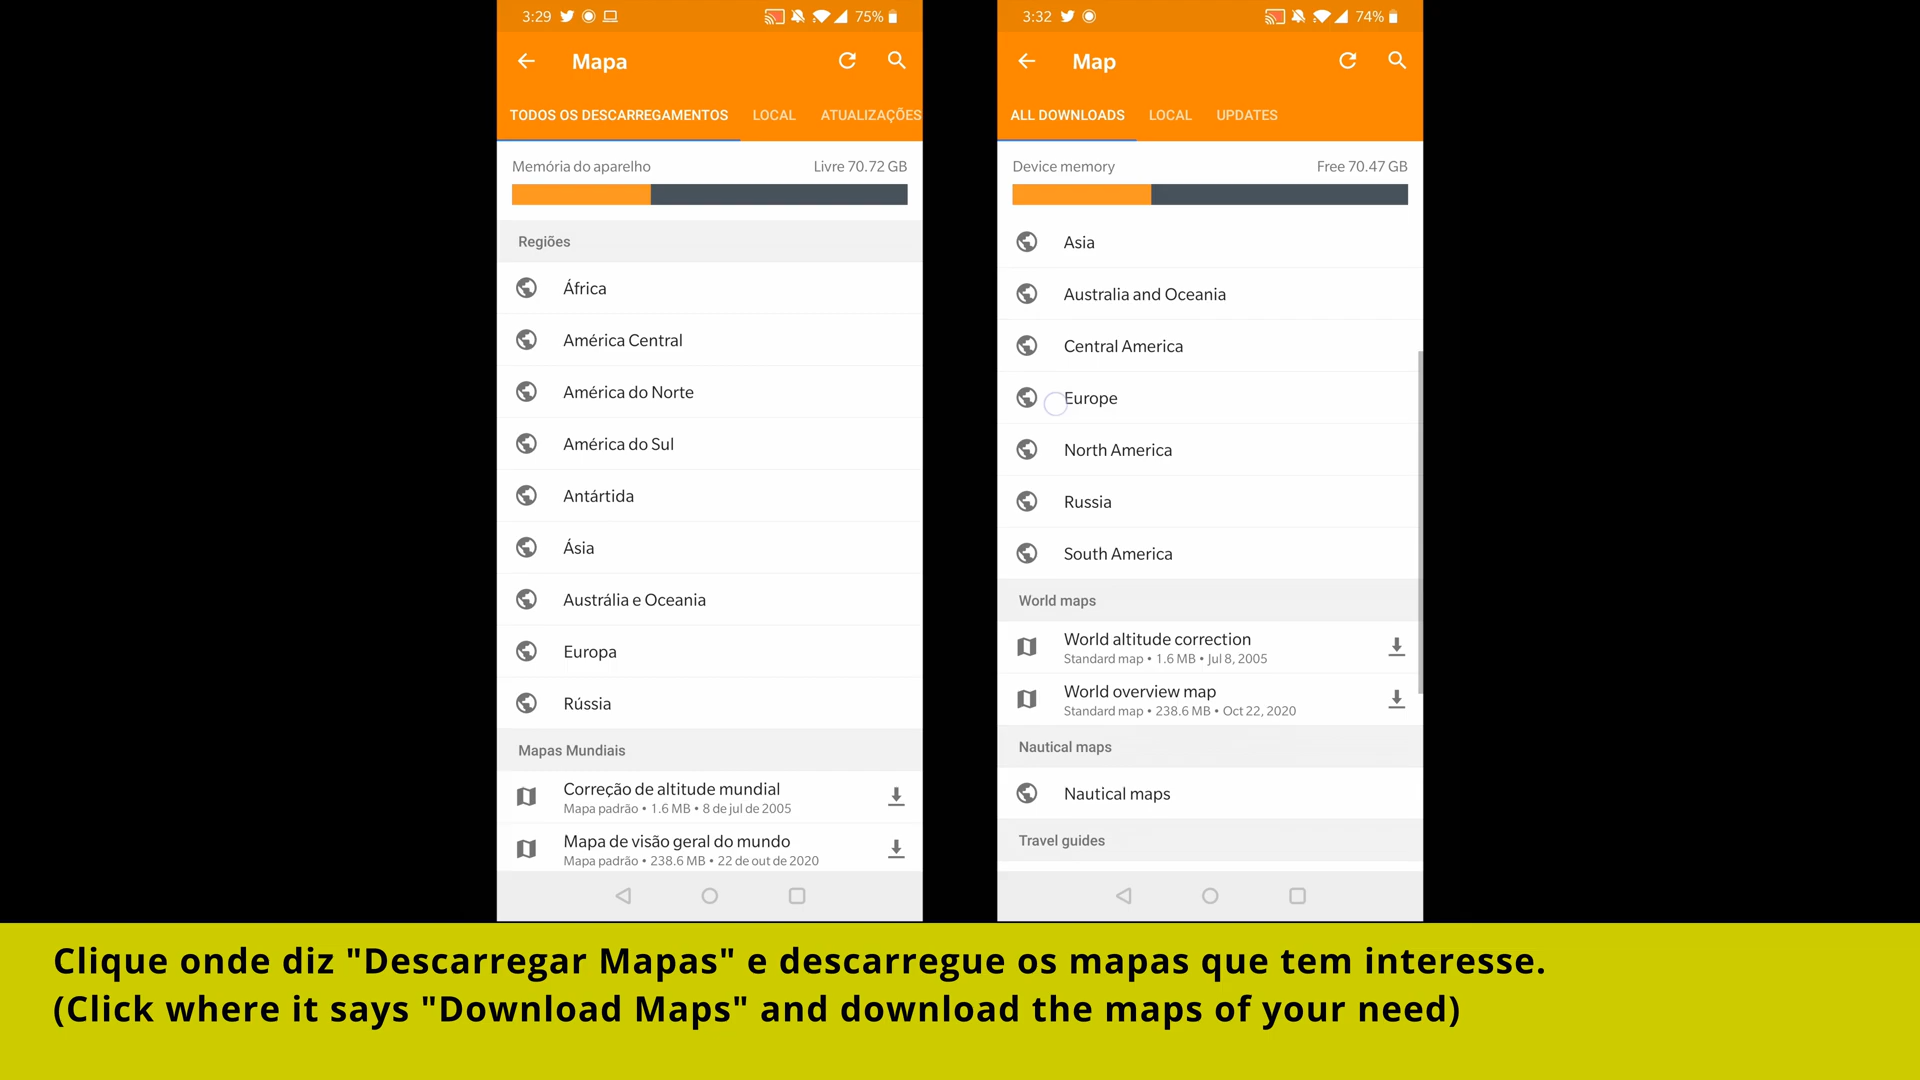 3:29
75%
Mapa
TODOS OS DESCARREGAMENTOS LOCAL ATUALIZAÇÕES
Memória do aparelho Livre 70.72 GB
Regiões
África
América Central
América do Norte
América do Sul
Antártida
Ásia
Austrália e Oceania
Europa
Rússia
Mapas Mundiais
Correção de altitude mundial
Mapa padrão • 1.6 MB • 8 de jul de 2005
Mapa de visão geral do mundo
Mapa padrão • 238.6 MB • 22 de out de 2020
3:32
74%
Map
ALL DOWNLOADS LOCAL UPDATES
Device memory Free 70.47 GB
Asia
Australia and Oceania
Central America
Europe
North America
Russia
South America
World maps
World altitude correction
Standard map • 1.6 MB • Jul 8, 2005
World overview map
Standard map • 238.6 MB • Oct 22, 2020
Nautical maps
Nautical maps
Travel guides
Clique onde diz "Descarregar Mapas" e descarregue os mapas que tem interesse.
(Click where it says "Download Maps" and download the maps of your need)